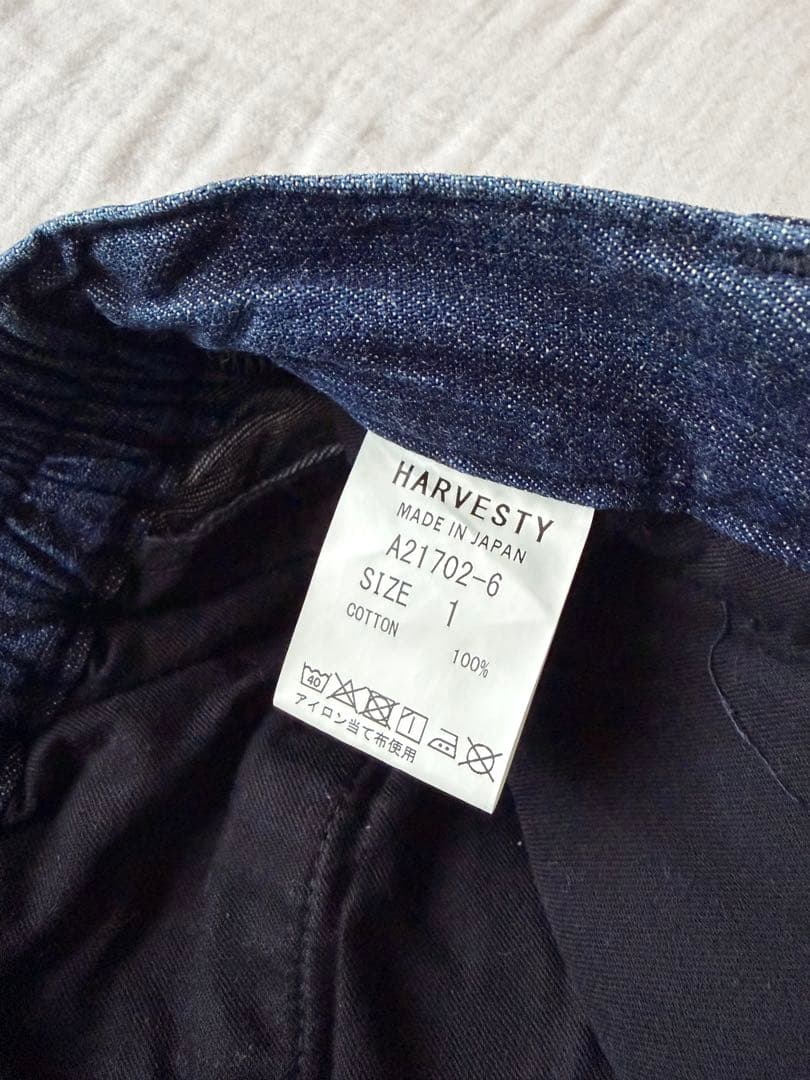 HARVESTY
MADE IN JAPAN
A21702-6
SIZE 1
COTTON 100%
40
アイロン当て布使用